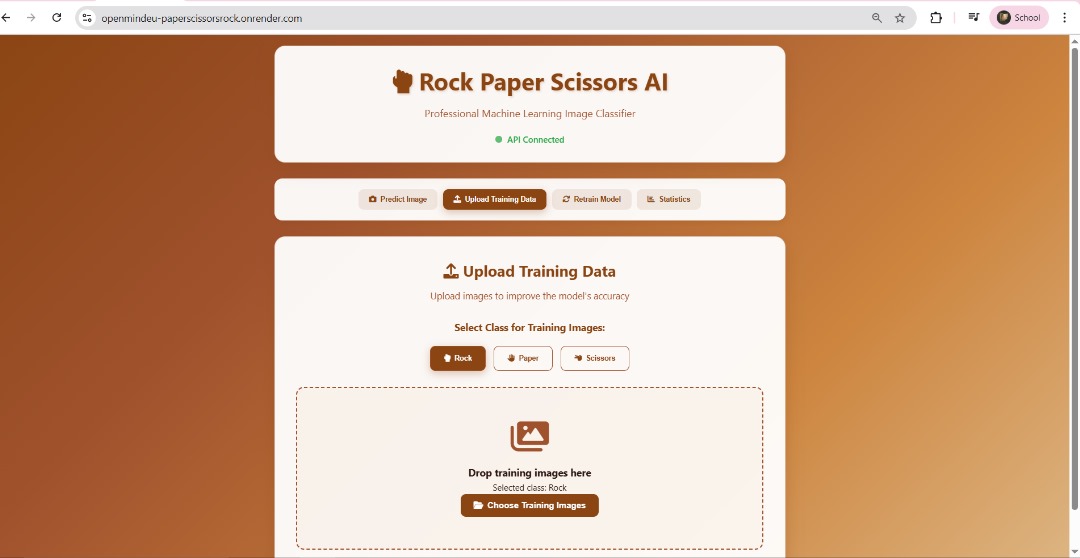 openmindeu-paperscissorsrock.onrender.com
School
Rock Paper Scissors AI
Professional Machine Learning Image Classifier
API Connected
Predict Image
Upload Training Data
Retrain Model
Statistics
Upload Training Data
Upload images to improve the model's accuracy
Select Class for Training Images:
Rock
Paper
Scissors
Drop training images here
Selected class: Rock
Choose Training Images